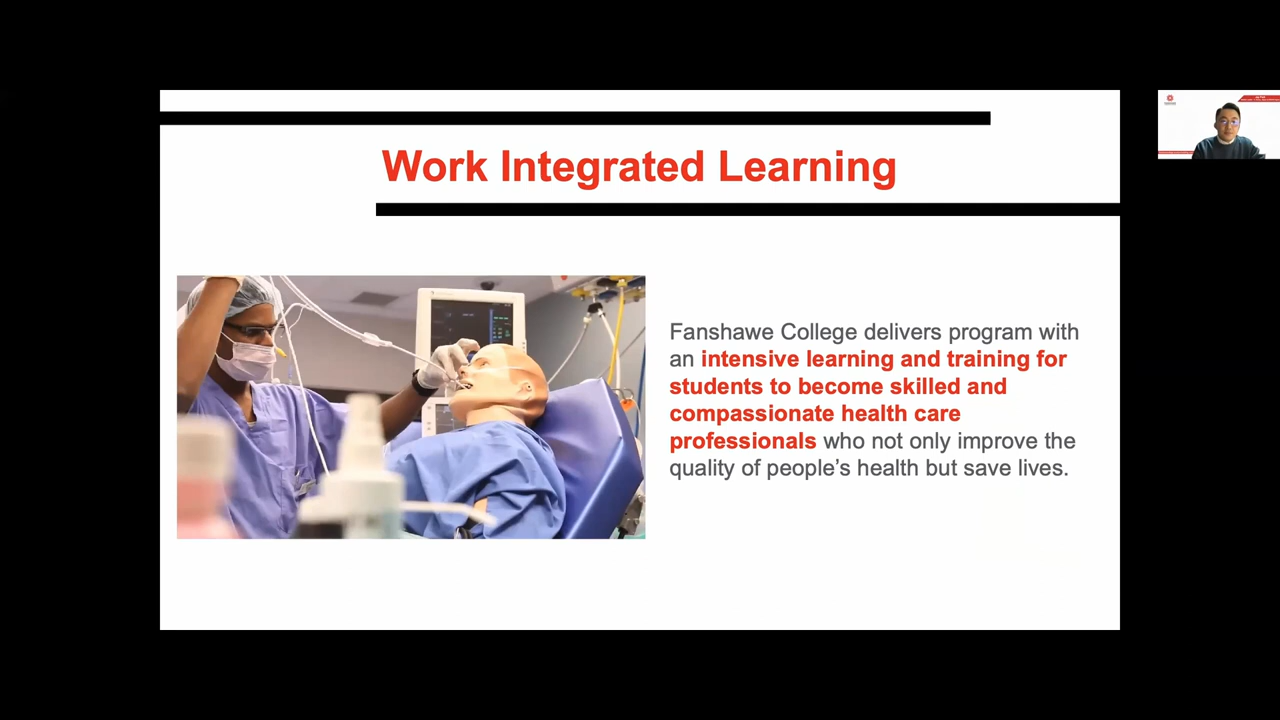 Work Integrated Learning
Fanshawe College delivers program with
an intensive learning and training for
students to become skilled and
compassionate health care
professionals who not only improve the
quality of people’s health but save lives.